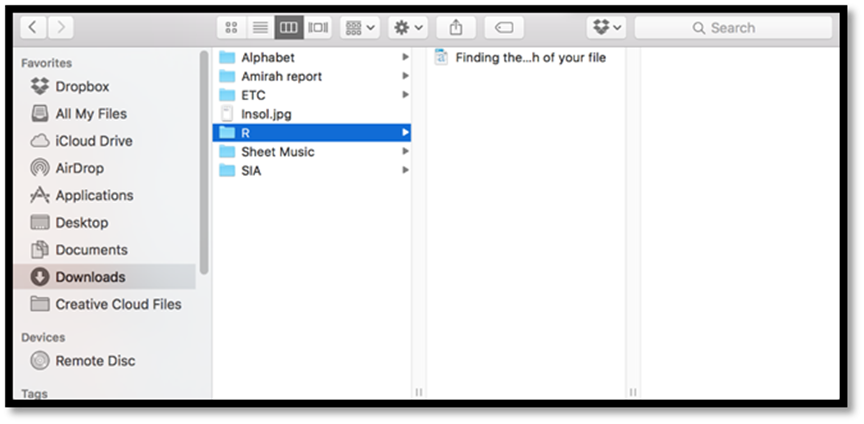 Search
Favorites
Dropbox
All My Files
iCloud Drive
AirDrop
Applications
Desktop
Documents
Downloads
Creative Cloud Files
Devices
Remote Disc
Tags
Alphabet
Amirah report
ETC
Insol.jpg
R
Sheet Music
SIA
Finding the...h of your file